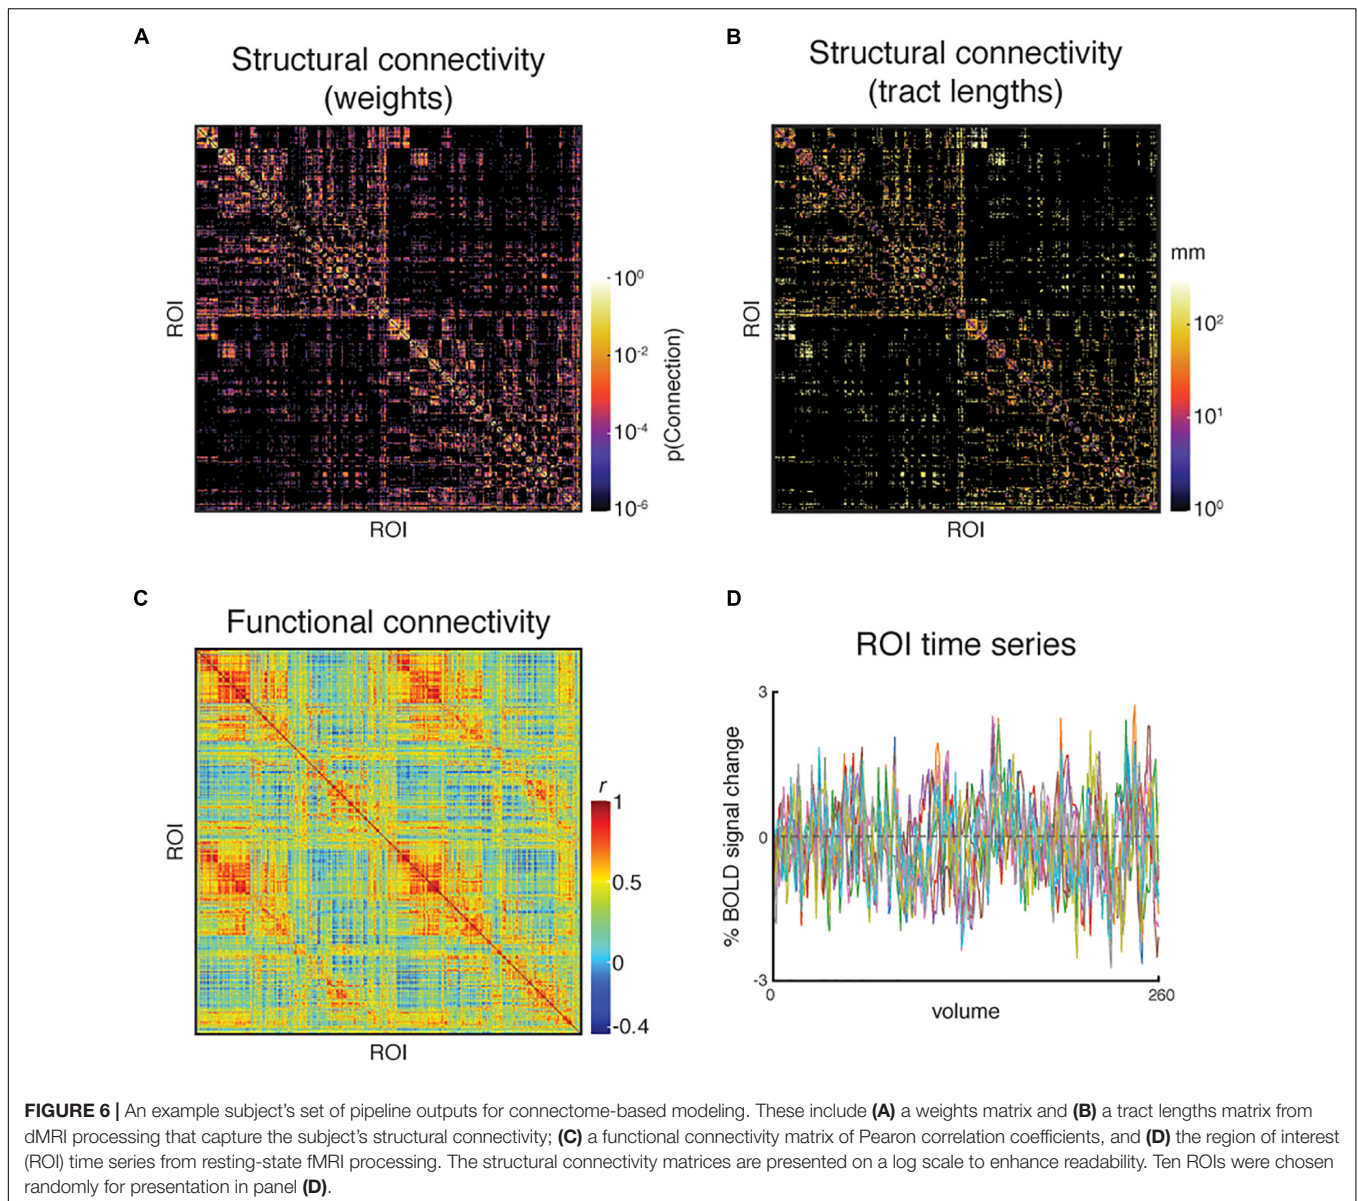 A
Structural connectivity
(weights)
ROI
ROI
10⁰
10⁻²
10⁻⁴
10⁻⁶
p(Connection)
B
Structural connectivity
(tract lengths)
ROI
ROI
mm
10²
10¹
10⁰
C
Functional connectivity
ROI
ROI
r
1
0.5
0
-0.4
D
ROI time series
% BOLD signal change
3
0
-3
0
260
volume
FIGURE 6 | An example subject's set of pipeline outputs for connectome-based modeling. These include (A) a weights matrix and (B) a tract lengths matrix from
dMRI processing that capture the subject's structural connectivity; (C) a functional connectivity matrix of Pearon correlation coefficients, and (D) the region of interest
(ROI) time series from resting-state fMRI processing. The structural connectivity matrices are presented on a log scale to enhance readability. Ten ROIs were chosen
randomly for presentation in panel (D).